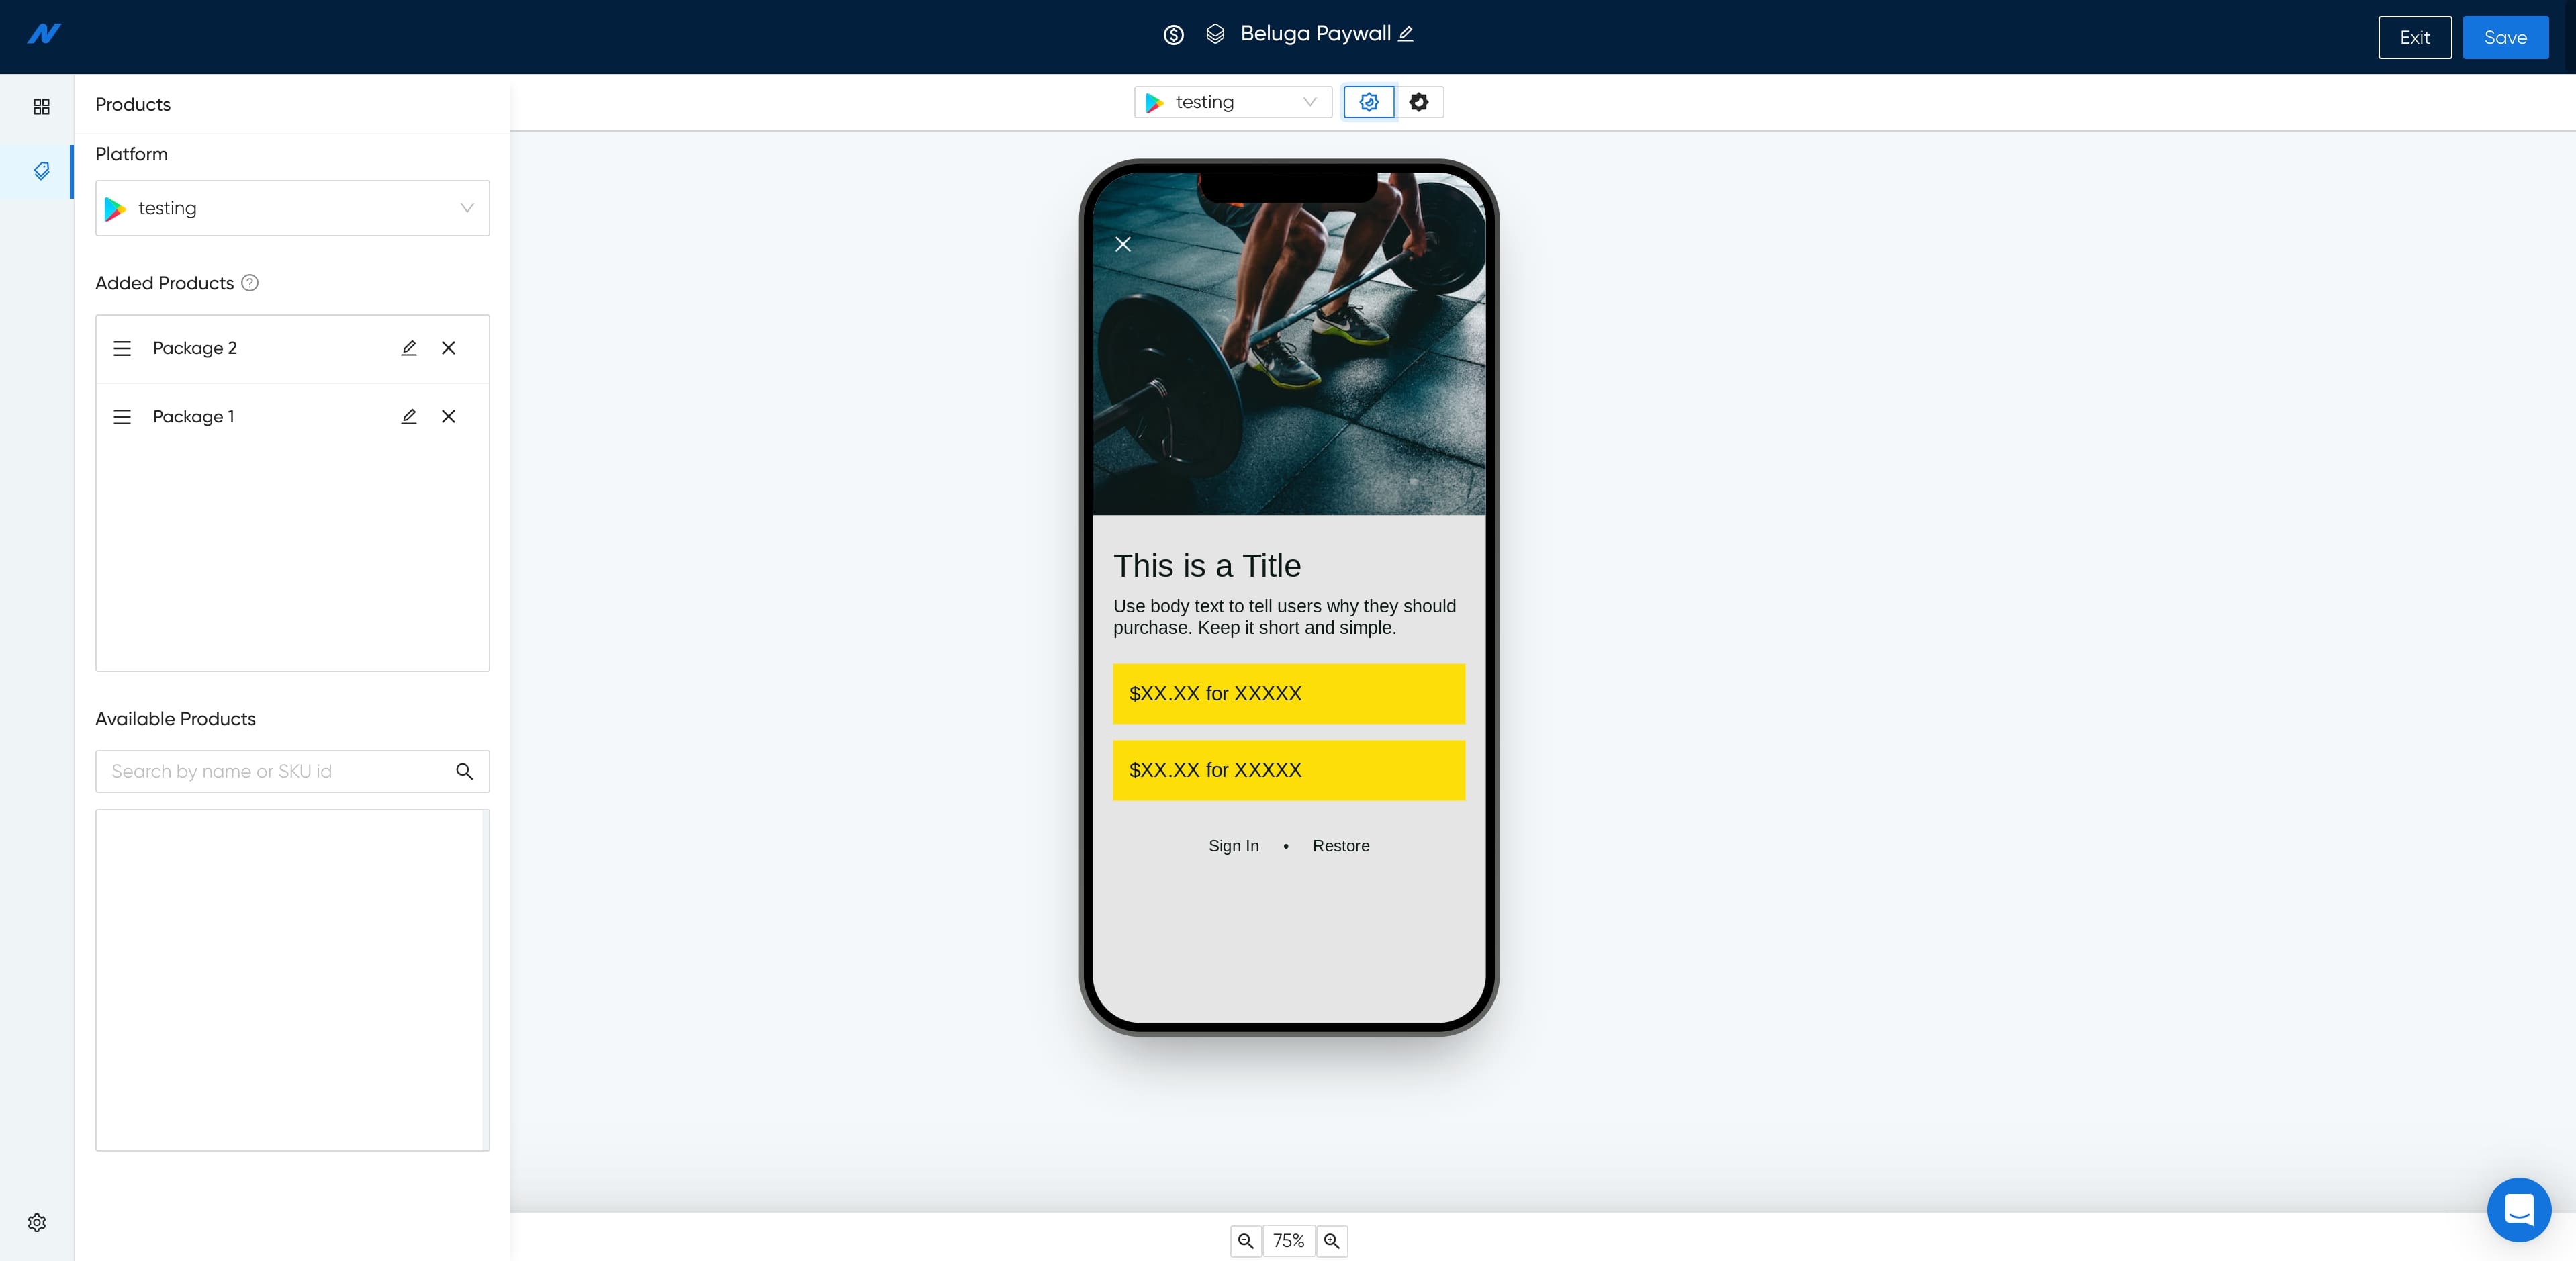 Beluga Paywall
Exit
Save
Products
testing
Platform
testing
Added Products
Package 2
Package 1
Available Products
Search by name or SKU id
This is a Title
Use body text to tell users why they should
purchase. Keep it short and simple.
$XX.XX for XXXXX
$XX.XX for XXXXX
Sign In • Restore
75%